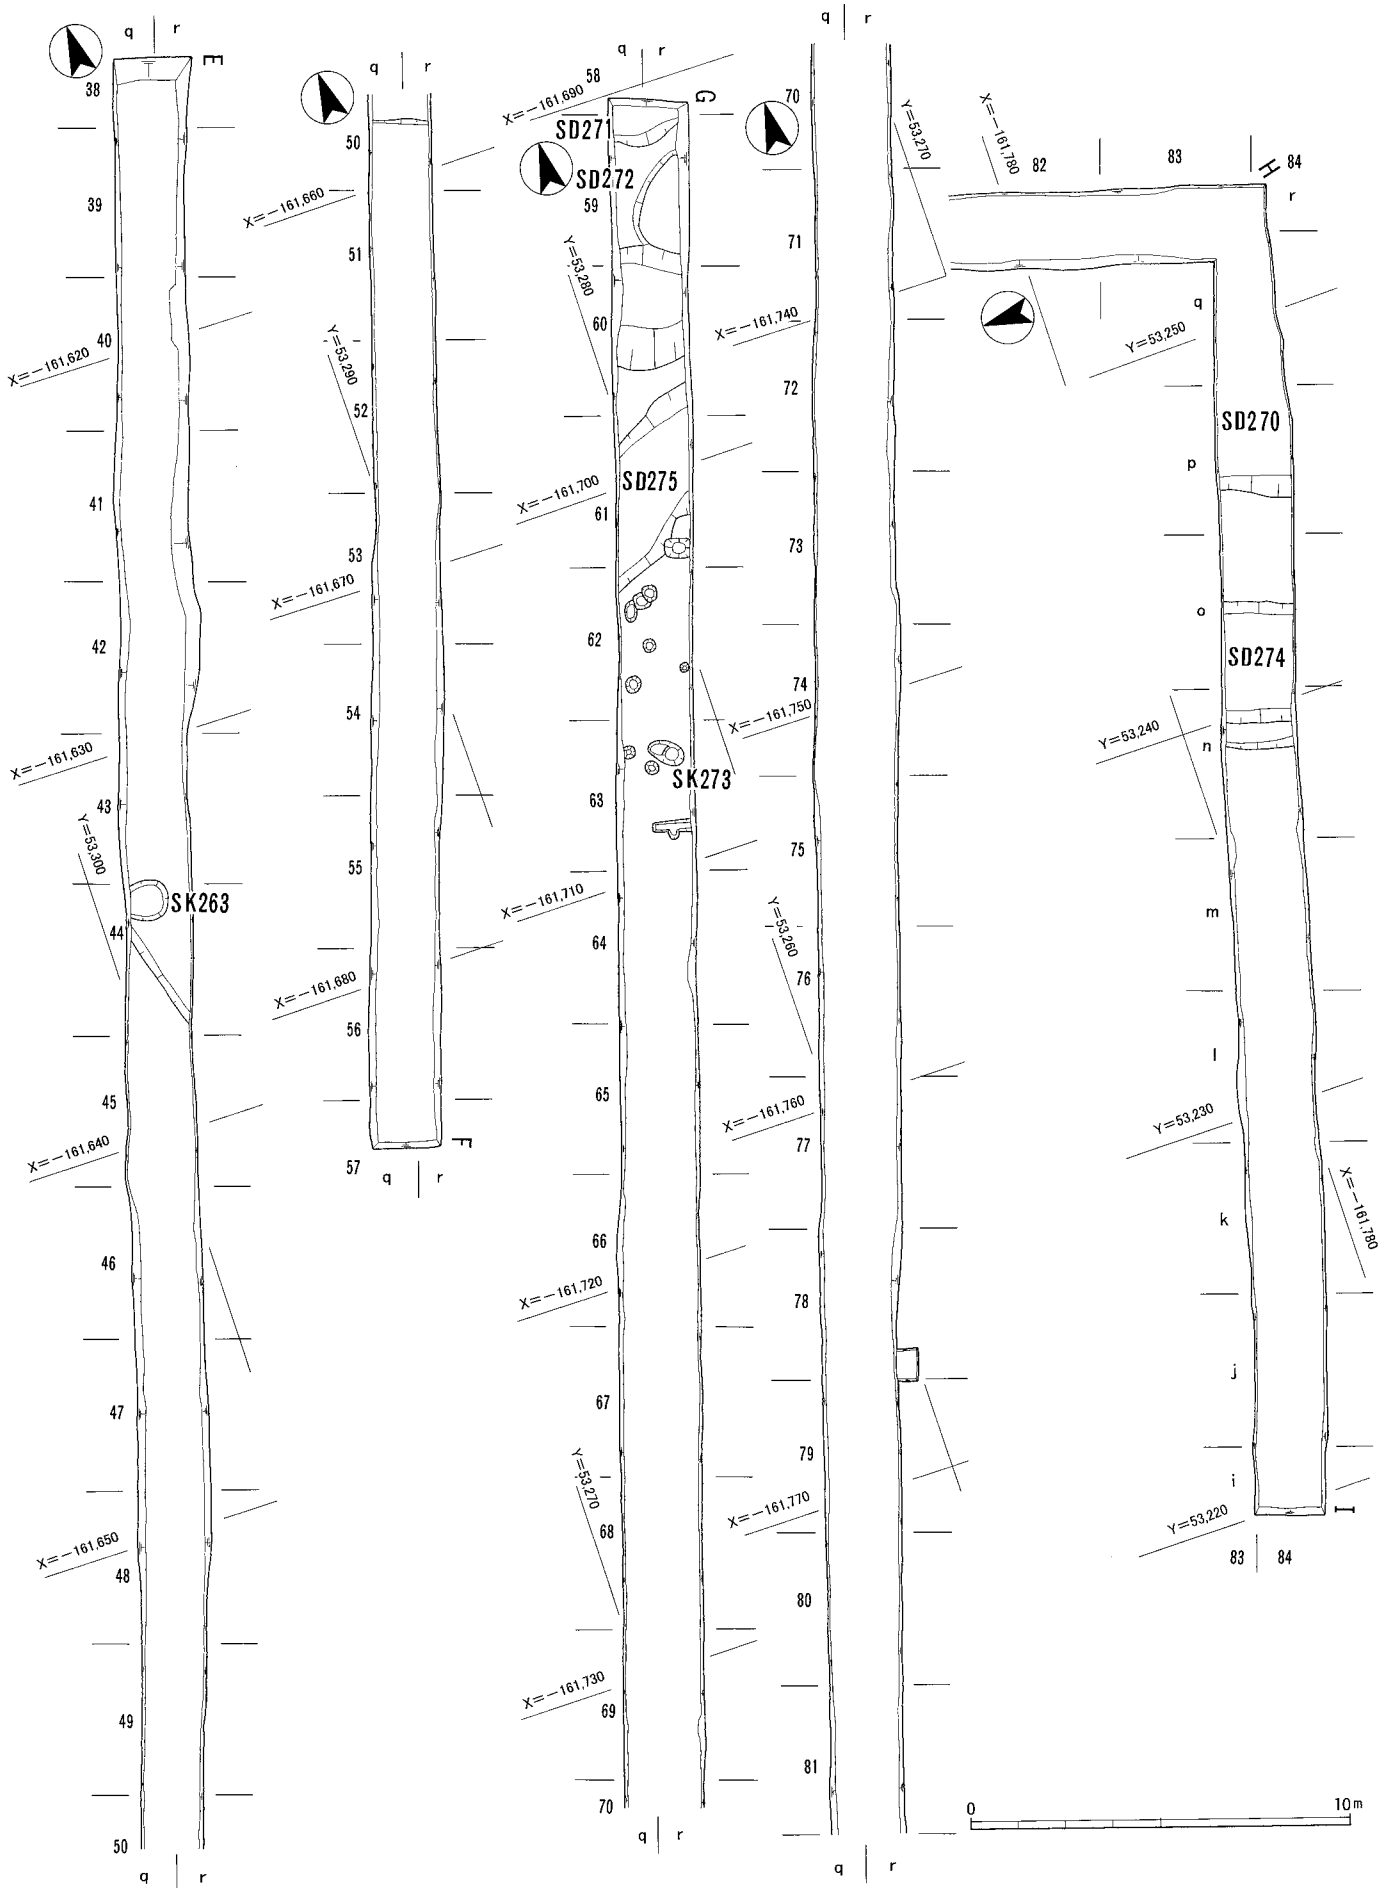 q r
E
38
39
40
X=-161,620
41
42
X=-161,630
43
Y=53,300
SK263
44
45
X=-161,640
46
47
X=-161,650
48
49
50
q r
q r
50
X=-161,660
51
Y=53,290
52
53
X=-161,670
54
55
X=-161,680
56
F
57
q r
q r
58
X=-161,690
G
SD271
SD272
59
Y=53,280
60
SD275
X=-161,700
61
62
SK273
63
X=-161,710
64
65
66
X=-161,720
67
Y=53,270
68
X=-161,730
69
70
q r
q r
70
Y=53,270
71
X=-161,740
72
73
74
X=-161,750
75
Y=53,260
76
X=-161,760
77
78
79
X=-161,770
80
81
q r
X=-161,780
82 83 84
H
r
q
Y=53,250
SD270
p
o
SD274
Y=53,240
n
m
l
Y=53,230
k
X=-161,780
j
i
I
Y=53,220
83 84
0 10m